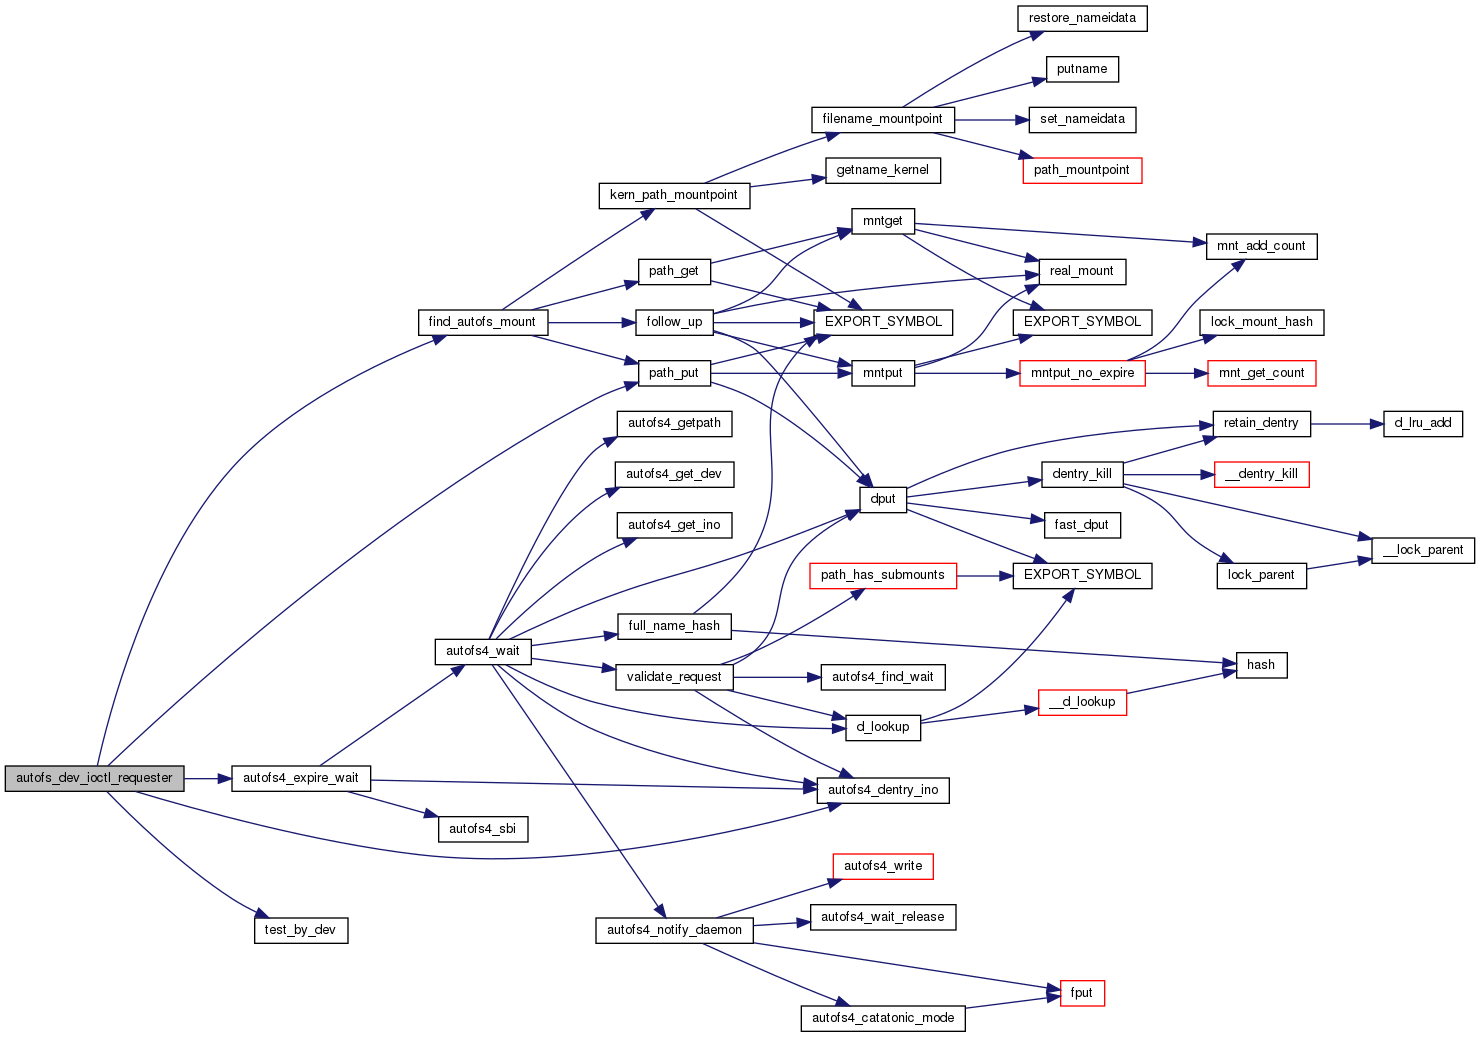 restore_nameidata
putname
filename_mountpoint
set_nameidata
path_mountpoint
getname_kernel
kern_path_mountpoint
mntget
mnt_add_count
path_get
real_mount
find_autofs_mount
follow_up
EXPORT_SYMBOL
EXPORT_SYMBOL
lock_mount_hash
path_put
mntput
mntput_no_expire
mnt_get_count
autofs4_getpath
retain_dentry
d_lru_add
autofs4_get_dev
dentry_kill
__dentry_kill
dput
autofs4_get_ino
fast_dput
__lock_parent
path_has_submounts
EXPORT_SYMBOL
lock_parent
full_name_hash
autofs4_wait
hash
validate_request
autofs4_find_wait
__d_lookup
d_lookup
autofs_dev_ioctl_requester
autofs4_expire_wait
autofs4_dentry_ino
autofs4_sbi
autofs4_write
autofs4_wait_release
test_by_dev
autofs4_notify_daemon
fput
autofs4_catatonic_mode